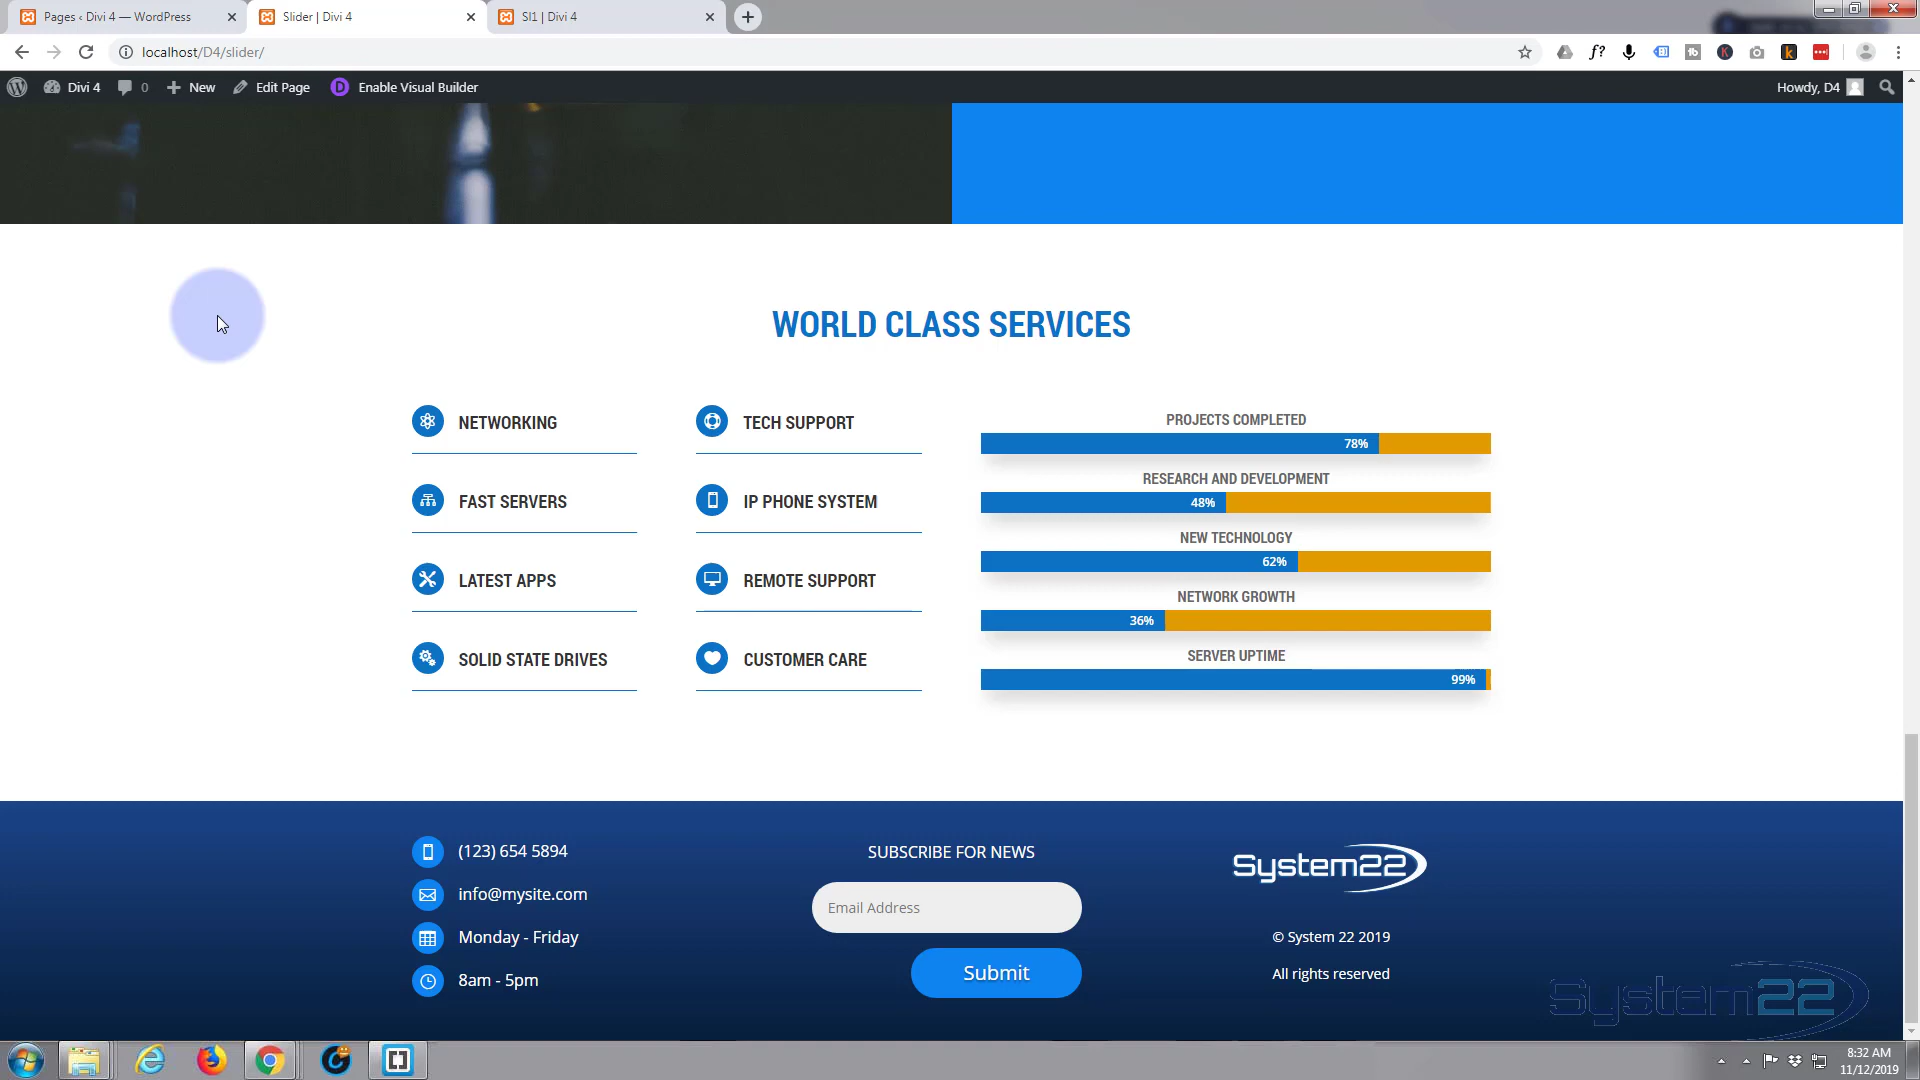 Pages ‹ Divi 4 — WordPress
Slider | Divi 4
Sl1 | Divi 4
localhost/D4/slider/
Divi 4
0
New
Edit Page
Enable Visual Builder
Howdy, D4
WORLD CLASS SERVICES
NETWORKING
TECH SUPPORT
FAST SERVERS
IP PHONE SYSTEM
LATEST APPS
REMOTE SUPPORT
SOLID STATE DRIVES
CUSTOMER CARE
PROJECTS COMPLETED
78%
RESEARCH AND DEVELOPMENT
48%
NEW TECHNOLOGY
62%
NETWORK GROWTH
36%
SERVER UPTIME
99%
(123) 654 5894
info@mysite.com
Monday - Friday
8am - 5pm
SUBSCRIBE FOR NEWS
Email Address
Submit
System22
© System 22 2019
All rights reserved
System22
8:32 AM
11/12/2019